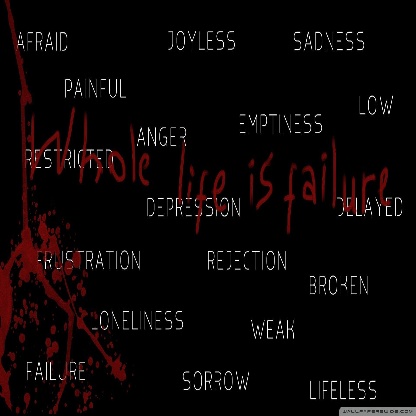 AFRAID JOYLESS SADNESS
PAINFUL LOW
ANGER EMPTINESS
RESTRICTED
Whole life is failure
DEPRESSION DELAYED
FRUSTRATION REJECTION
BROKEN
LONELINESS WEAK
FAILURE SORROW LIFELESS
WALLPAPERSWIDE.COM